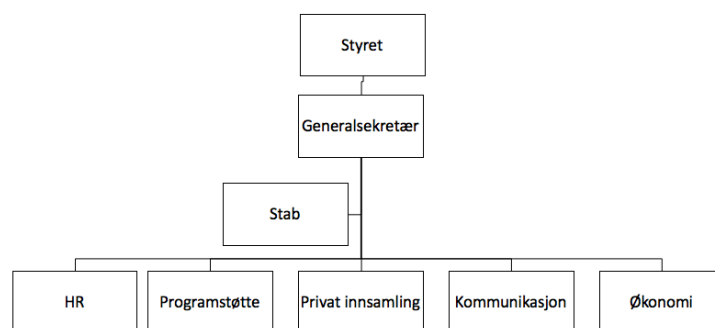 Styret
Generalsekretær
Stab
HR
Programstøtte
Privat innsamling
Kommunikasjon
Økonomi